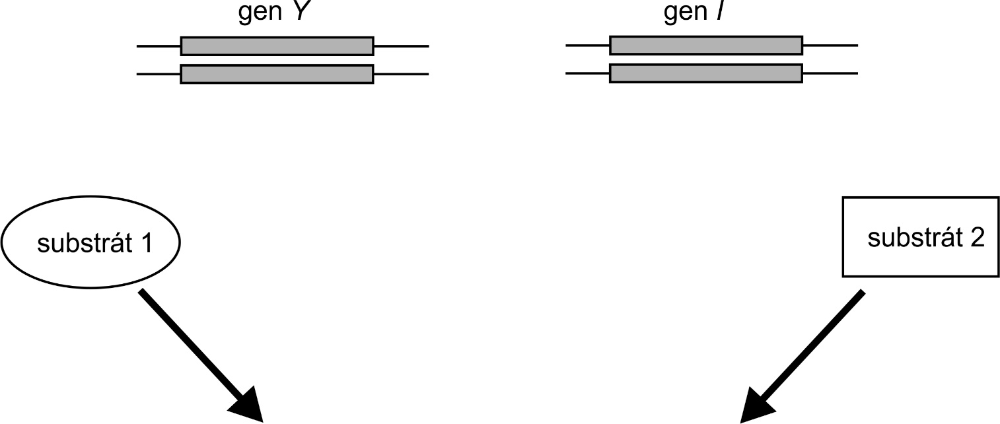 gen Y
gen I
substrát 1
substrát 2